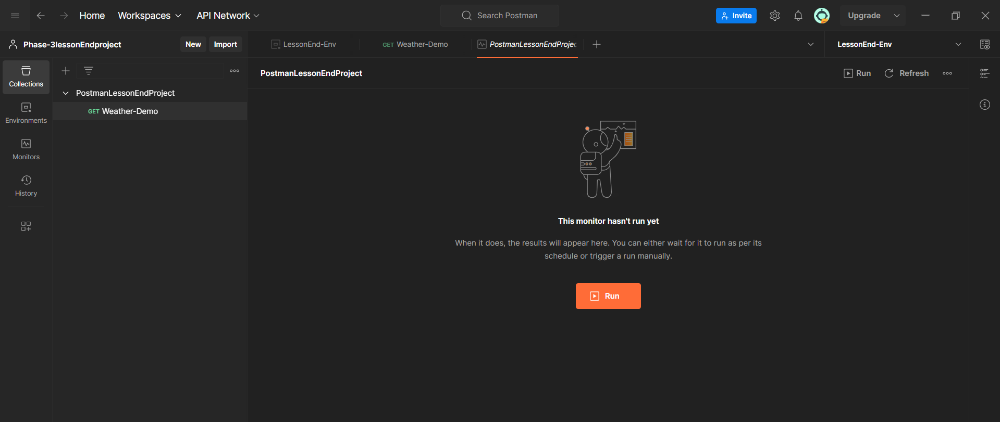 Home Workspaces API Network Search Postman Invite Upgrade
Phase-3lessonEndproject New Import LessonEnd-Env GET Weather-Demo PostmanLessonEndProjec LessonEnd-Env
Collections
PostmanLessonEndProject Run Refresh
PostmanLessonEndProject
GET Weather-Demo
Environments
Monitors
History
This monitor hasn't run yet
When it does, the results will appear here. You can either wait for it to run as per its
schedule or trigger a run manually.
Run